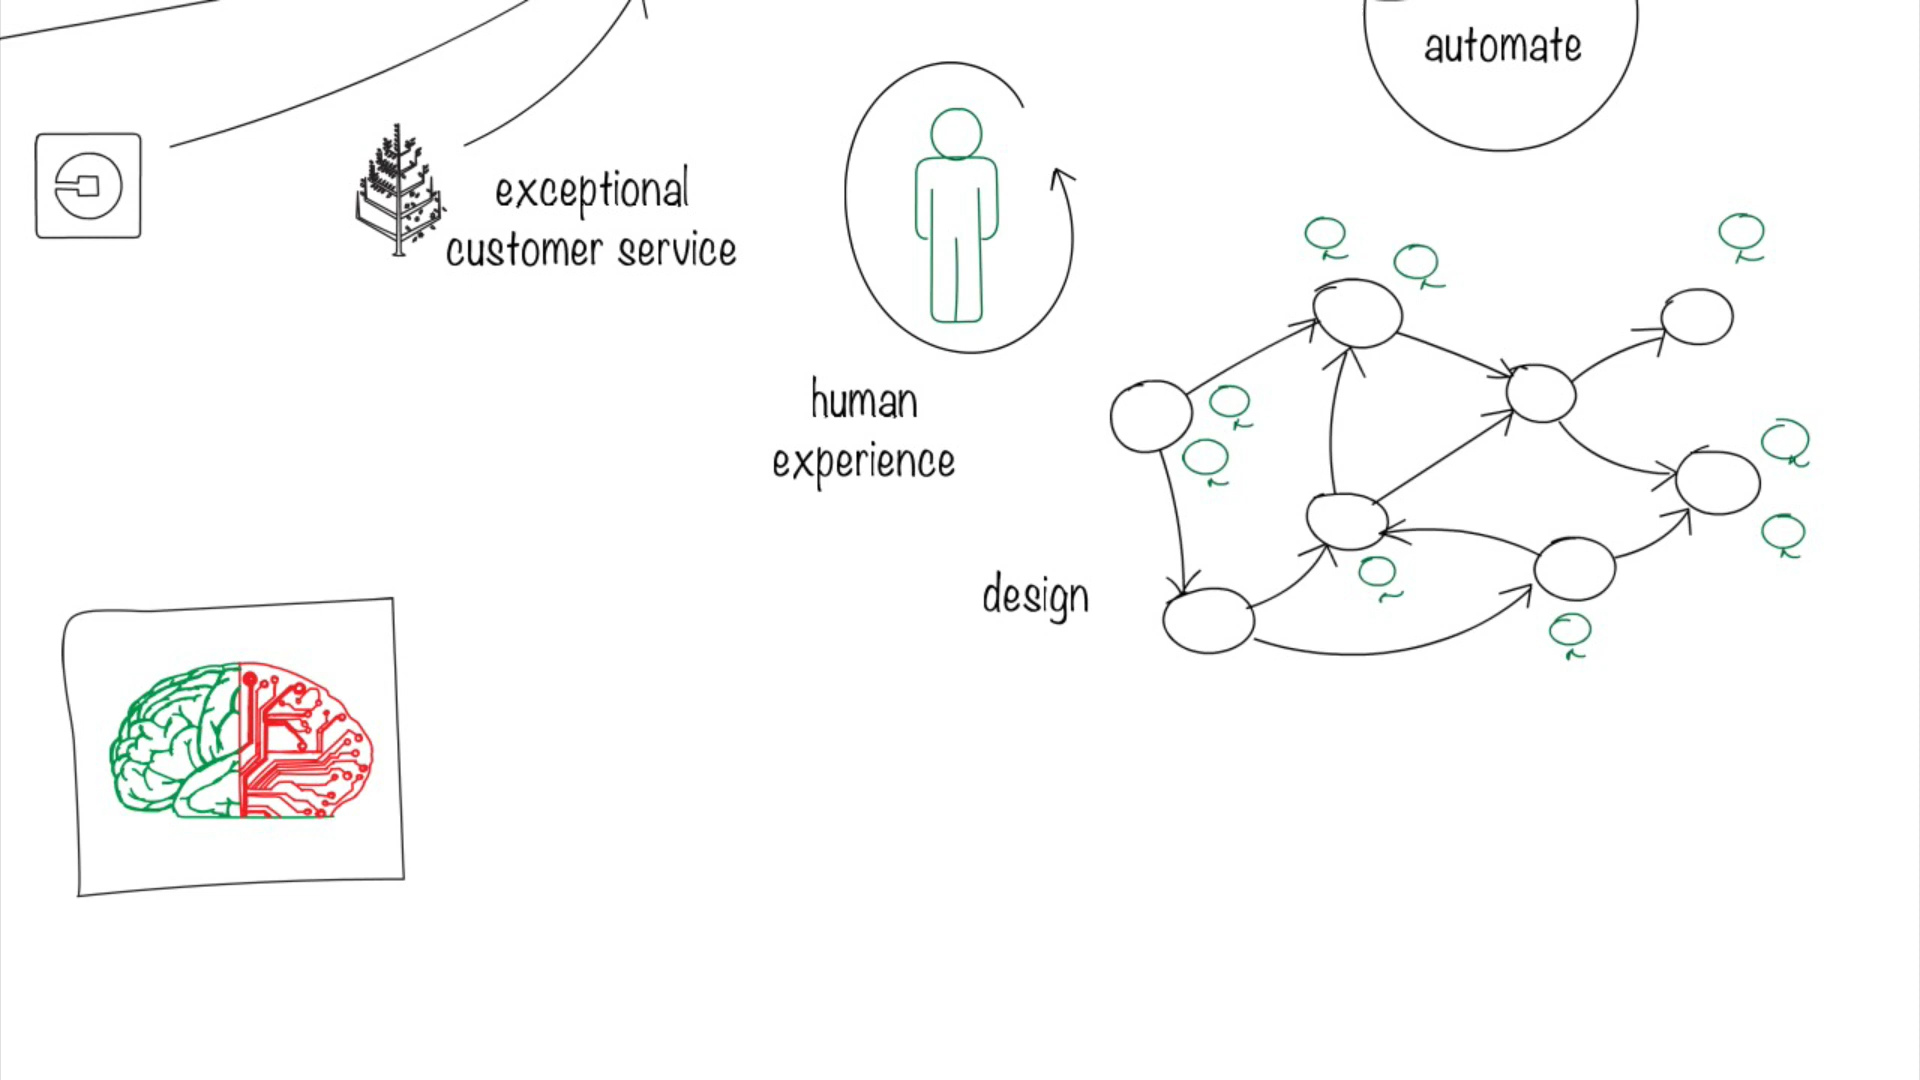 automate
exceptional
customer service
human
experience
design